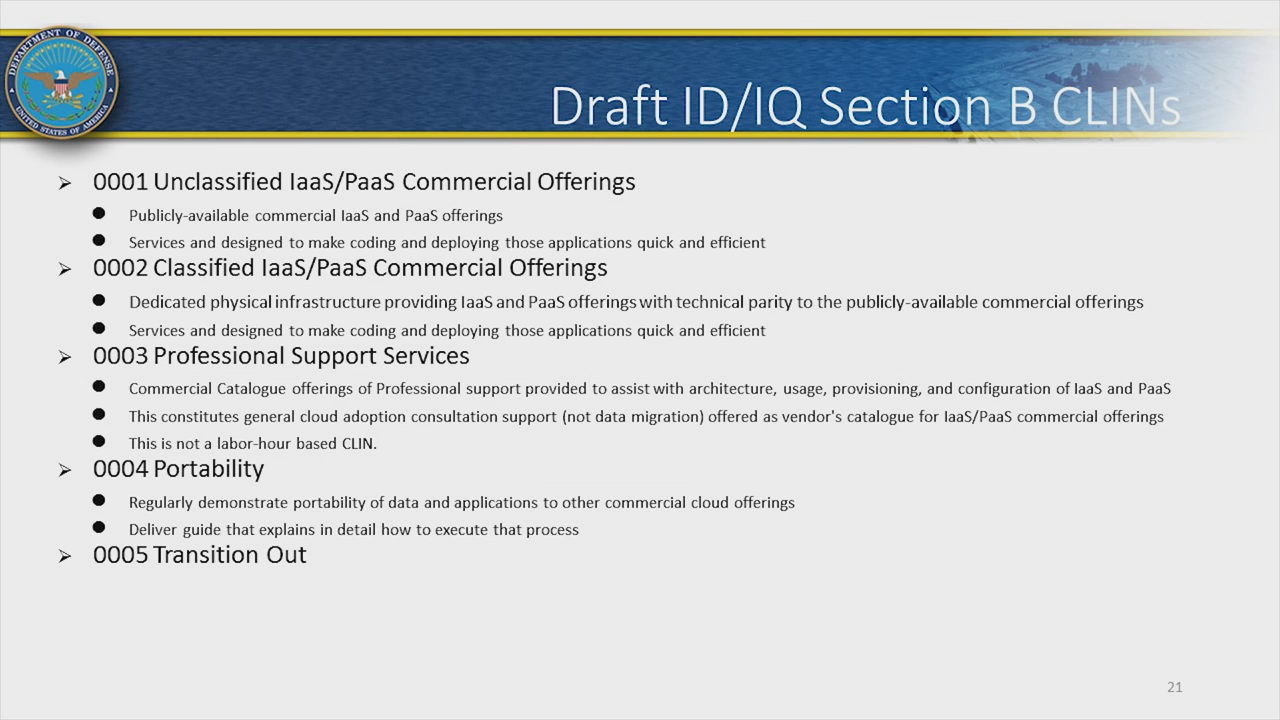 DEPARTMENT OF DEFENSE
UNITED STATES OF AMERICA
Draft ID/IQ Section B CLINs
0001 Unclassified IaaS/PaaS Commercial Offerings
Publicly-available commercial IaaS and PaaS offerings
Services and designed to make coding and deploying those applications quick and efficient
0002 Classified IaaS/PaaS Commercial Offerings
Dedicated physical infrastructure providing IaaS and PaaS offerings with technical parity to the publicly-available commercial offerings
Services and designed to make coding and deploying those applications quick and efficient
0003 Professional Support Services
Commercial Catalogue offerings of Professional support provided to assist with architecture, usage, provisioning, and configuration of IaaS and PaaS
This constitutes general cloud adoption consultation support (not data migration) offered as vendor's catalogue for IaaS/PaaS commercial offerings
This is not a labor-hour based CLIN.
0004 Portability
Regularly demonstrate portability of data and applications to other commercial cloud offerings
Deliver guide that explains in detail how to execute that process
0005 Transition Out
21